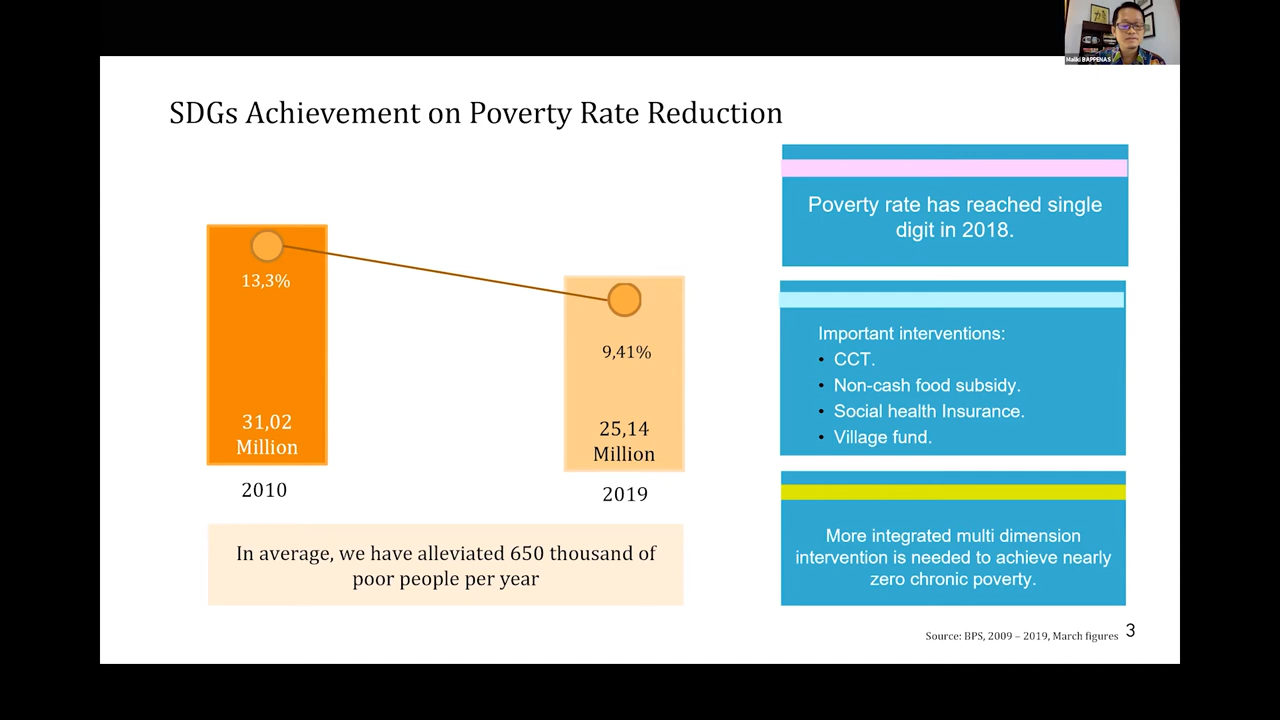 Maliki BAPPENAS
SDGs Achievement on Poverty Rate Reduction
13,3%
31,02
Million
2010
9,41%
25,14
Million
2019
In average, we have alleviated 650 thousand of
poor people per year
Poverty rate has reached single
digit in 2018.
Important interventions:
• CCT.
• Non-cash food subsidy.
• Social health Insurance.
• Village fund.
More integrated multi dimension
intervention is needed to achieve nearly
zero chronic poverty.
Source: BPS, 2009 – 2019, March figures
3